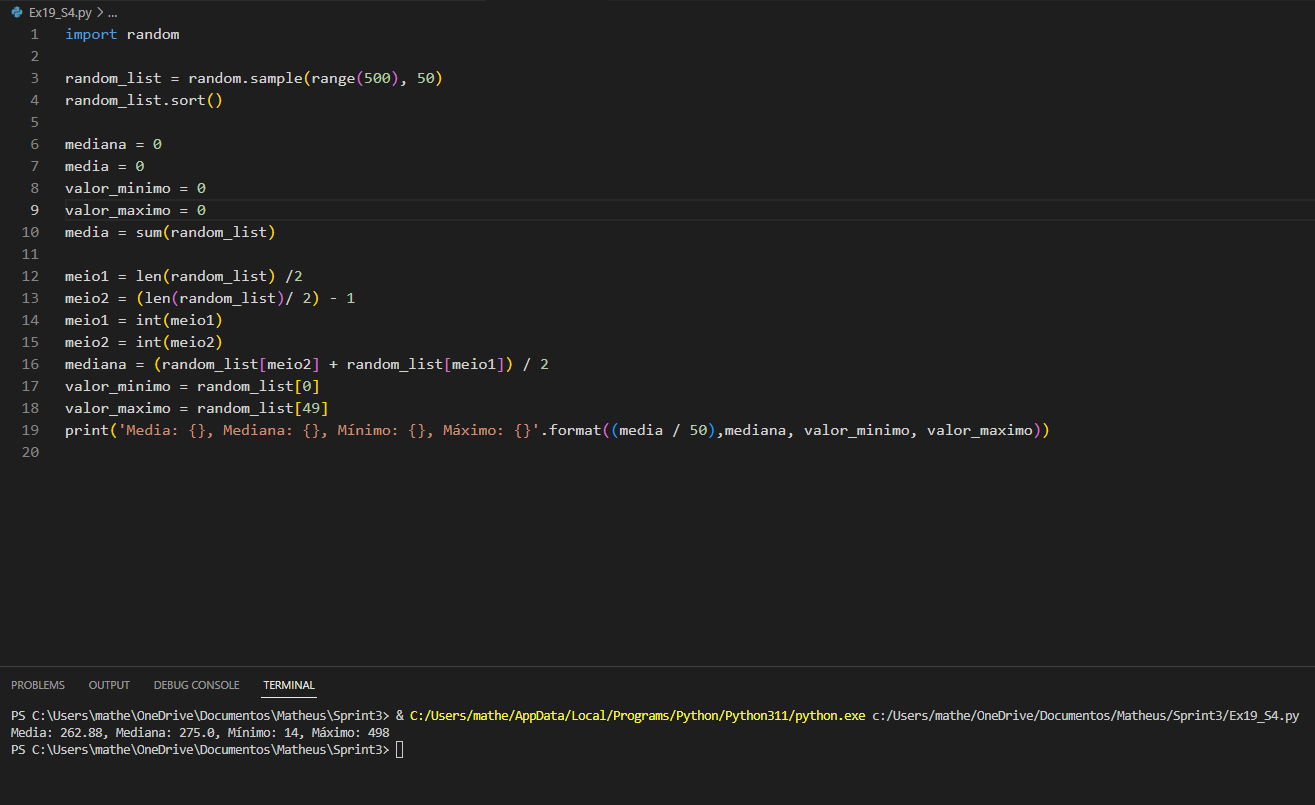 Ex19_S4.py > ...
1 import random
2
3 random_list = random.sample(range(500), 50)
4 random_list.sort()
5
6 mediana = 0
7 media = 0
8 valor_minimo = 0
9 valor_maximo = 0
10 media = sum(random_list)
11
12 meio1 = len(random_list) /2
13 meio2 = (len(random_list)/ 2) - 1
14 meio1 = int(meio1)
15 meio2 = int(meio2)
16 mediana = (random_list[meio2] + random_list[meio1]) / 2
17 valor_minimo = random_list[0]
18 valor_maximo = random_list[49]
19 print('Media: {}, Mediana: {}, Mínimo: {}, Máximo: {}'.format((media / 50),mediana, valor_minimo, valor_maximo))
20
PROBLEMS OUTPUT DEBUG CONSOLE TERMINAL
PS C:\Users\mathe\OneDrive\Documentos\Matheus\Sprint3> & C:/Users/mathe/AppData/Local/Programs/Python/Python311/python.exe c:/Users/mathe/OneDrive/Documentos/Matheus/Sprint3/Ex19_S4.py
Media: 262.88, Mediana: 275.0, Mínimo: 14, Máximo: 498
PS C:\Users\mathe\OneDrive\Documentos\Matheus\Sprint3>